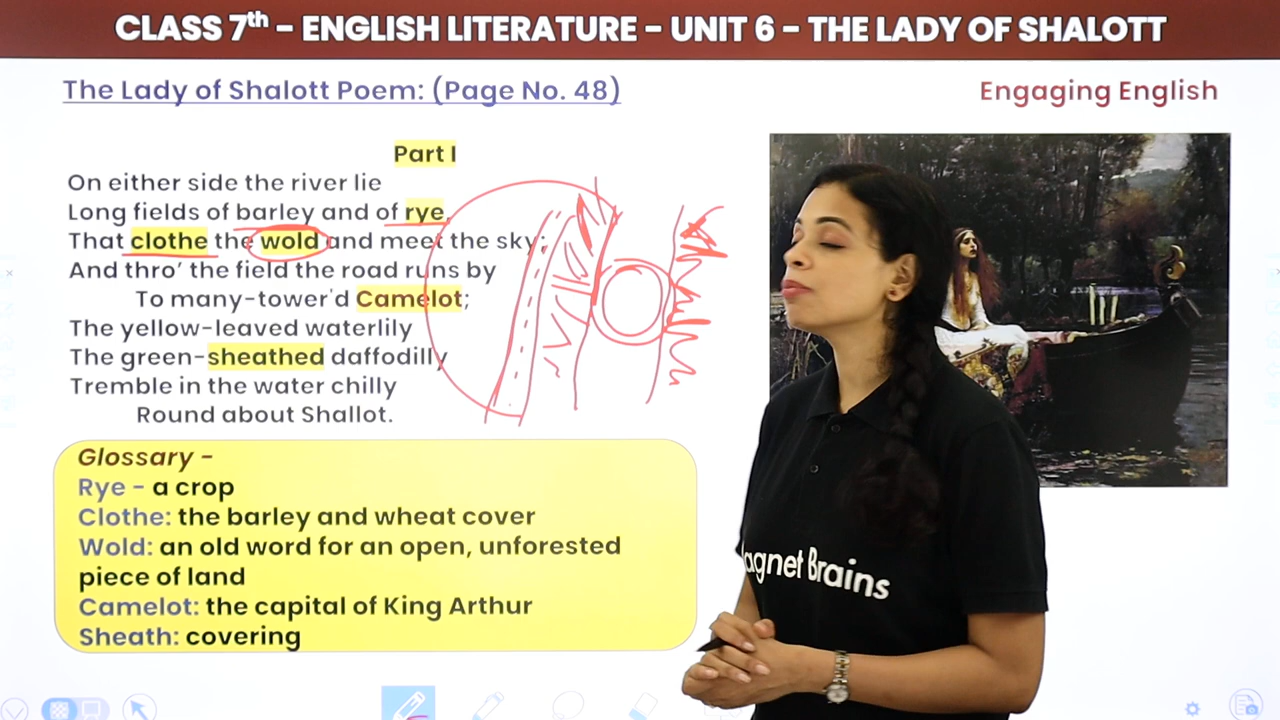 CLASS 7th – ENGLISH LITERATURE – UNIT 6 – THE LADY OF SHALOTT
The Lady of Shalott Poem: (Page No. 48)
Engaging English
Part I
On either side the river lie
Long fields of barley and of rye,
That clothe the wold and meet the sky;
And thro' the field the road runs by
To many-tower'd Camelot;
The yellow-leaved waterlily
The green-sheathed daffodilly
Tremble in the water chilly
Round about Shallot.
Glossary -
Rye - a crop
Clothe: the barley and wheat cover
Wold: an old word for an open, unforested
piece of land
Camelot: the capital of King Arthur
Sheath: covering
agnet Brains